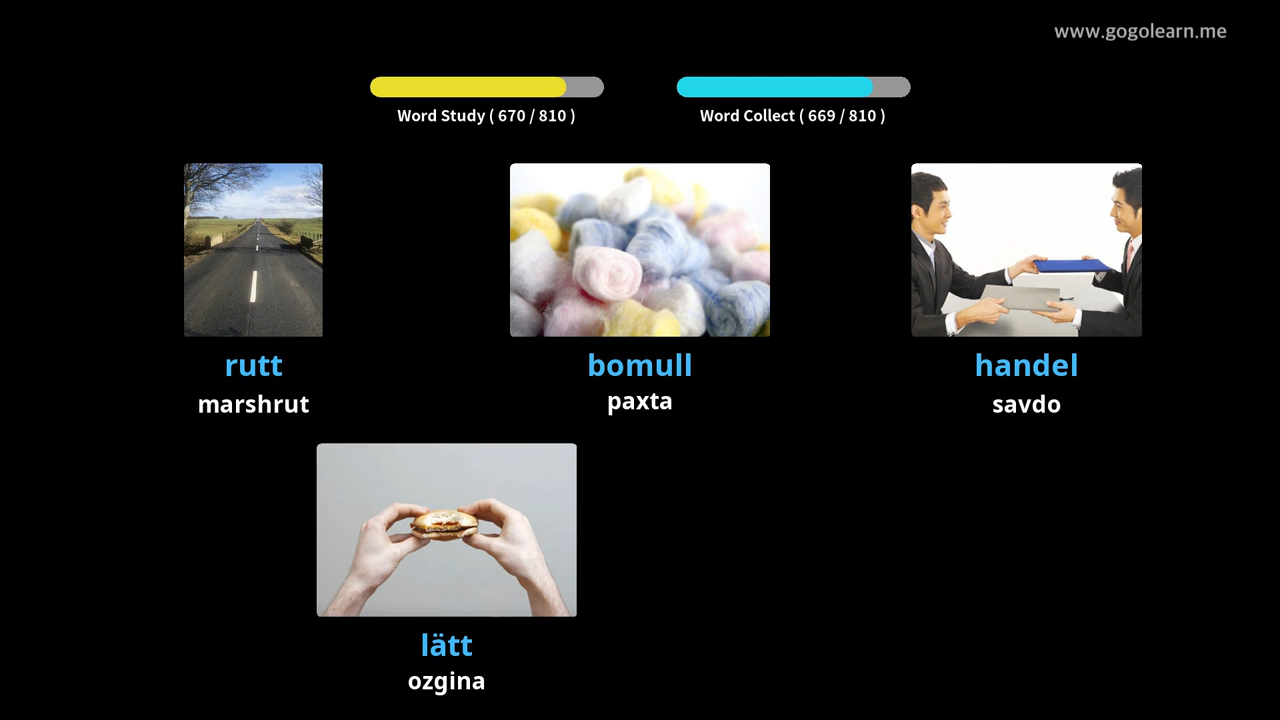 www.gogolearn.me
Word Study ( 670 / 810 )
Word Collect ( 669 / 810 )
rutt
marshrut
bomull
paxta
handel
savdo
lätt
ozgina